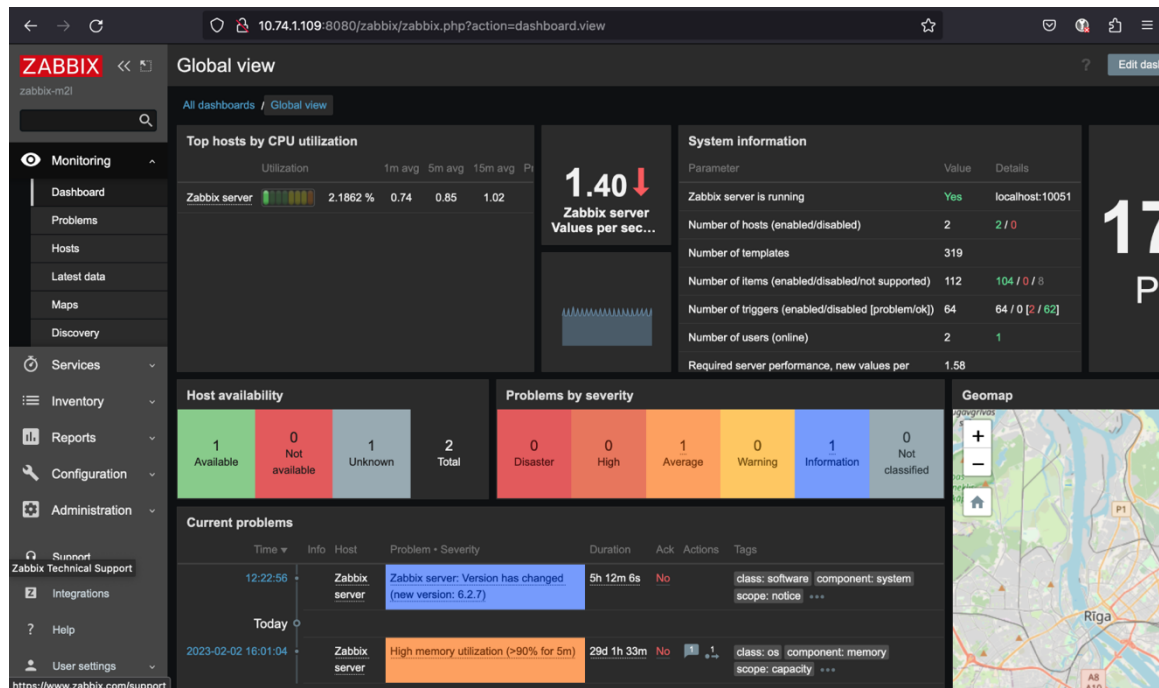 10.74.1.109:8080/zabbix/zabbix.php?action=dashboard.view
ZABBIX
zabbix-m2l
Monitoring
Dashboard
Problems
Hosts
Latest data
Maps
Discovery
Services
Inventory
Reports
Configuration
Administration
Support
Zabbix Technical Support
Z Integrations
? Help
User settings
https://www.zabbix.com/support
Global view
? Edit das
All dashboards / Global view
Top hosts by CPU utilization
Utilization 1m avg 5m avg 15m avg
Zabbix server 2.1862 % 0.74 0.85 1.02
1.40
Zabbix server
Values per sec...
System information
Parameter Value Details
Zabbix server is running Yes localhost:10051
Number of hosts (enabled/disabled) 2 2 / 0
Number of templates 319
Number of items (enabled/disabled/not supported) 112 104 / 0 / 8
Number of triggers (enabled/disabled [problem/ok]) 64 64 / 0 [2 / 62]
Number of users (online) 2 1
Required server performance, new values per 1.58
17
P
Host availability
1
Available
0
Not
available
1
Unknown
2
Total
Problems by severity
0
Disaster
0
High
1
Average
0
Warning
1
Information
0
Not
classified
Geomap
+
−
P1
Rīga
A8
A10
Current problems
Time Info Host Problem • Severity Duration Ack Actions Tags
12:22:56 Zabbix server Zabbix server: Version has changed (new version: 6.2.7) 5h 12m 6s No class: software component: system
scope: notice •••
Today
2023-02-02 16:01:04 Zabbix server High memory utilization (>90% for 5m) 29d 1h 33m No 1 1 class: os component: memory
scope: capacity •••